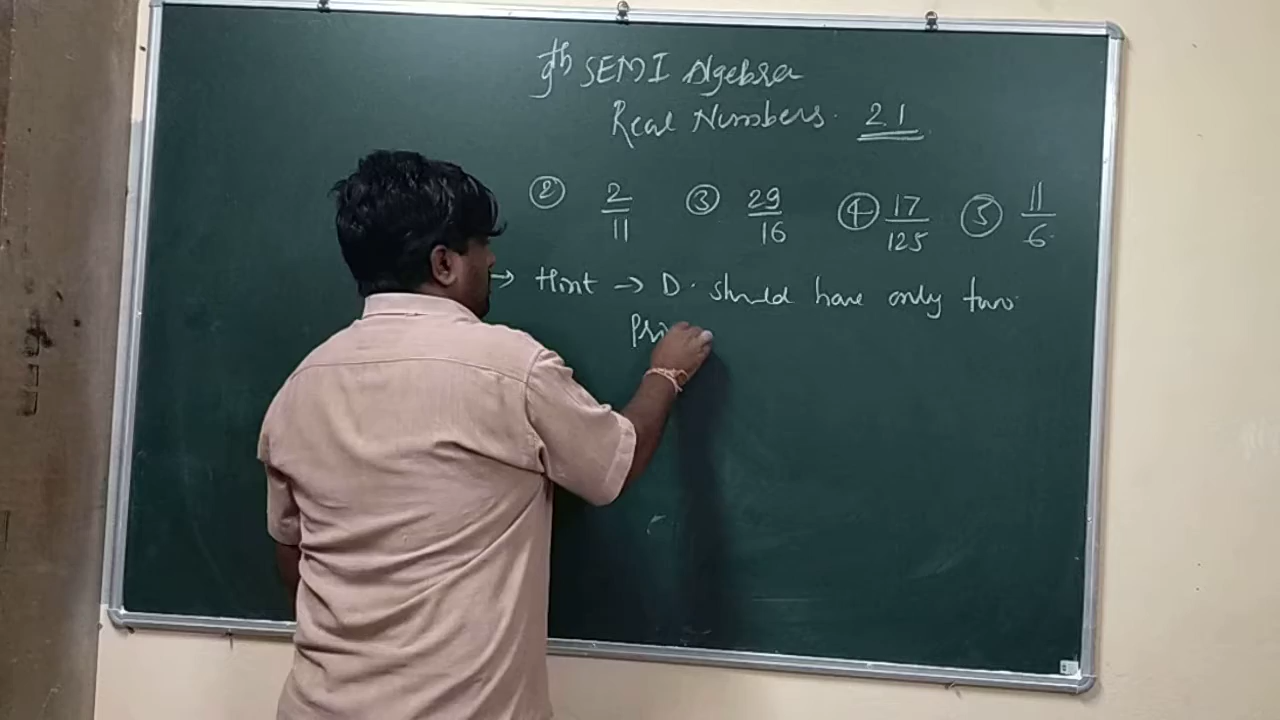 9th SEMI Algebra
Real Numbers. 2.1
② 2/11 ③ 29/16 ④ 17/125 ⑤ 11/6
→ Hint → D. should have only two
Pri